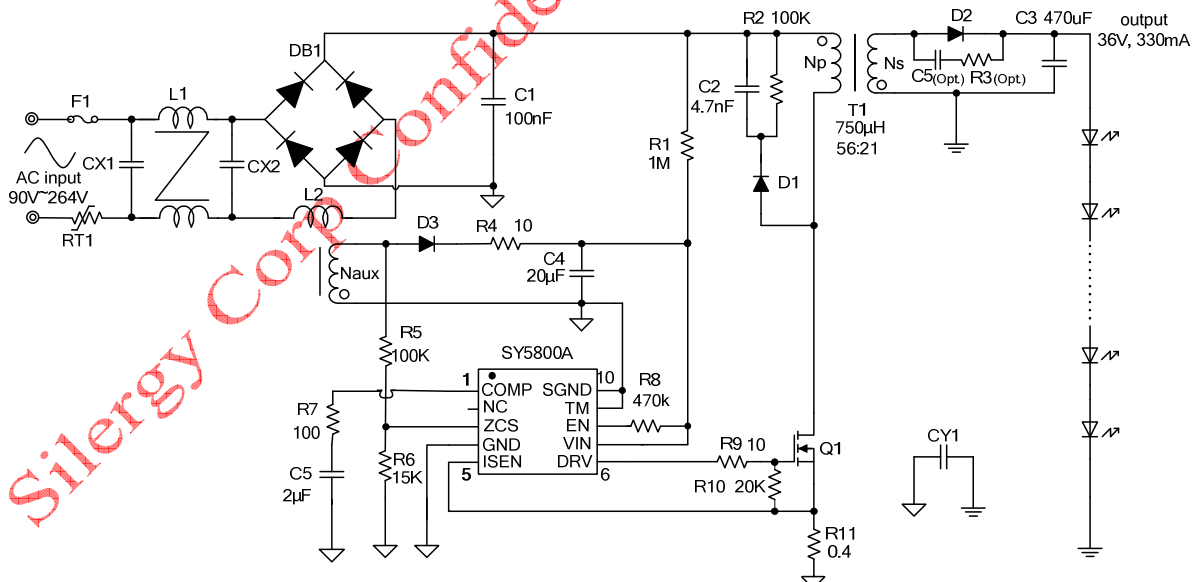 Silergy Corp Confide
F1
L1
CX1
CX2
AC input
90V~264V
RT1
DB1
L2
C1
100nF
R2 100K
C2
4.7nF
R1
1M
D1
Np
Ns
T1
750µH
56:21
D2
C5(Opt.)
R3(Opt.)
C3 470uF
output
36V, 330mA
D3
R4 10
Naux
C4
20µF
R5
100K
SY5800A
1
COMP
NC
ZCS
GND
ISEN
5
10
SGND
TM
EN
VIN
DRV
6
R8
470k
R7
100
C5
2µF
R6
15K
R9 10
R10 20K
Q1
R11
0.4
CY1